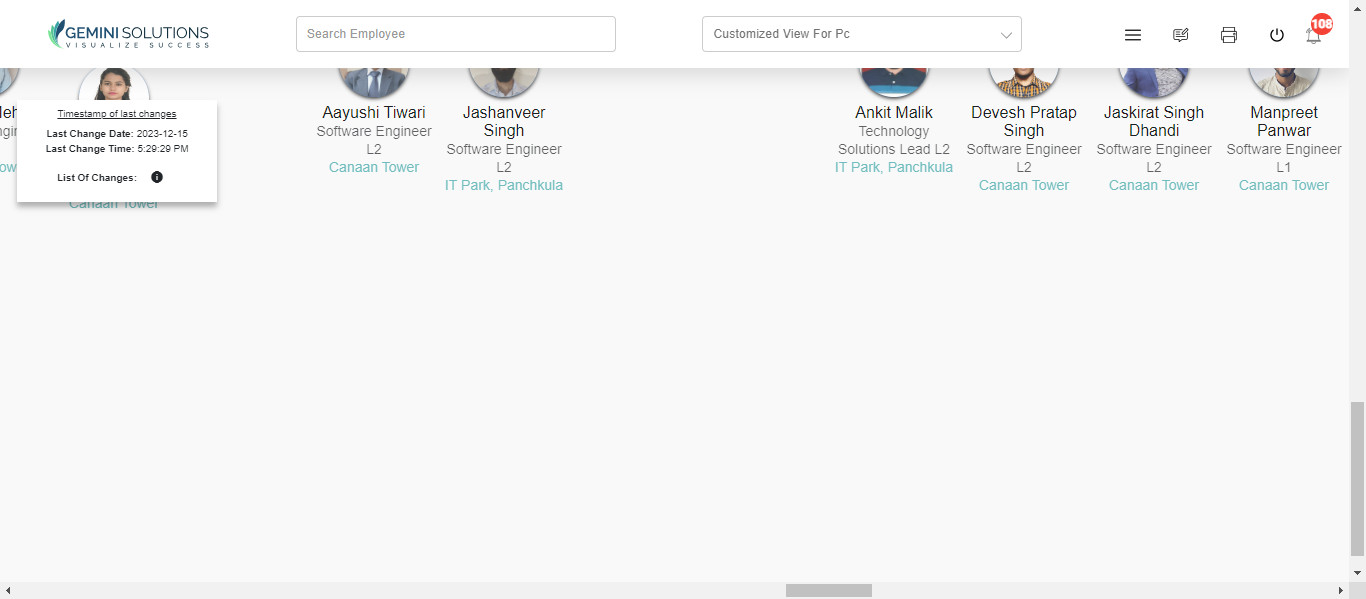 GEMINI SOLUTIONS
VISUALIZE SUCCESS
Search Employee
Customized View For Pc
108
Timestamp of last changes
Last Change Date: 2023-12-15
Last Change Time: 5:29:29 PM
List Of Changes:
Canaan Tower
Aayushi Tiwari
Software Engineer
L2
Canaan Tower
Jashanveer
Singh
Software Engineer
L2
IT Park, Panchkula
Ankit Malik
Technology
Solutions Lead L2
IT Park, Panchkula
Devesh Pratap
Singh
Software Engineer
L2
Canaan Tower
Jaskirat Singh
Dhandi
Software Engineer
L2
Canaan Tower
Manpreet
Panwar
Software Engineer
L1
Canaan Tower